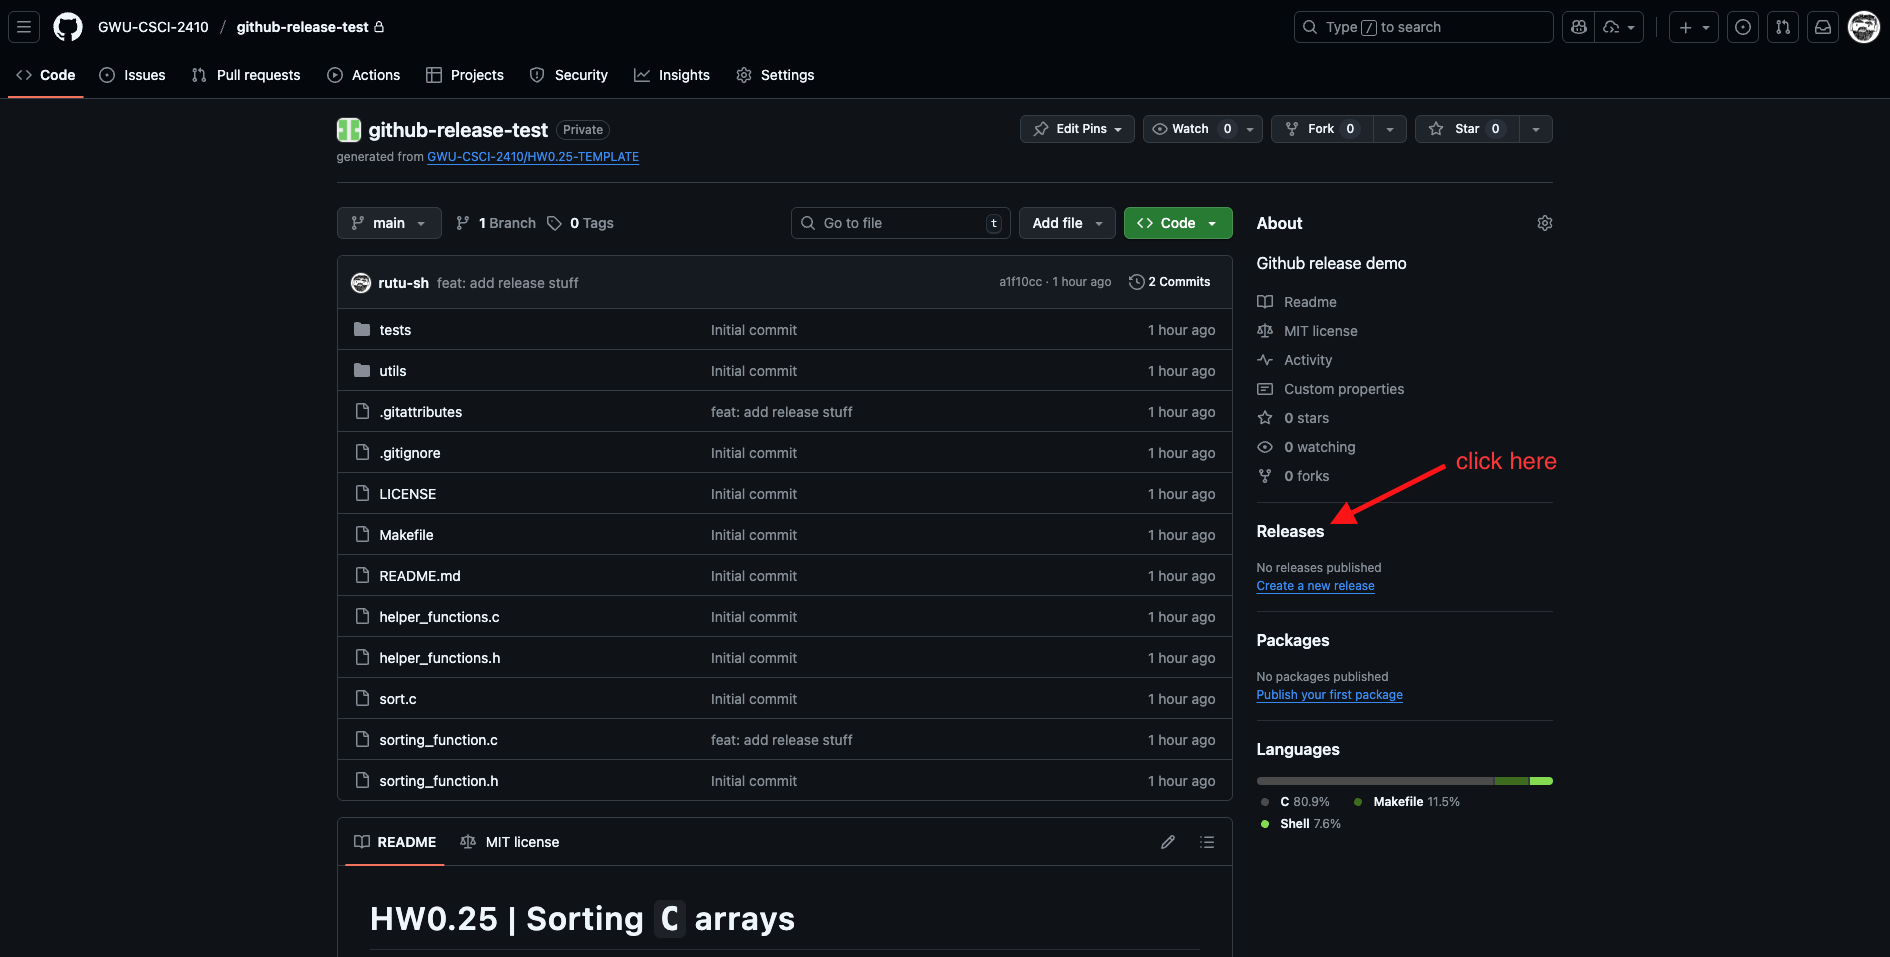 GWU-CSCI-2410 / github-release-test
Type / to search
Code Issues Pull requests Actions Projects Security Insights Settings
github-release-test Private
Edit Pins Watch 0 Fork 0 Star 0
generated from GWU-CSCI-2410/HW0.25-TEMPLATE
main 1 Branch 0 Tags
Go to file t
Add file
Code
rutu-sh feat: add release stuff a1f10cc · 1 hour ago 2 Commits
tests Initial commit 1 hour ago
utils Initial commit 1 hour ago
.gitattributes feat: add release stuff 1 hour ago
.gitignore Initial commit 1 hour ago
LICENSE Initial commit 1 hour ago
Makefile Initial commit 1 hour ago
README.md Initial commit 1 hour ago
helper_functions.c Initial commit 1 hour ago
helper_functions.h Initial commit 1 hour ago
sort.c Initial commit 1 hour ago
sorting_function.c feat: add release stuff 1 hour ago
sorting_function.h Initial commit 1 hour ago
README MIT license
HW0.25 | Sorting C arrays
About
Github release demo
Readme
MIT license
Activity
Custom properties
0 stars
0 watching
0 forks
click here
Releases
No releases published
Create a new release
Packages
No packages published
Publish your first package
Languages
C 80.9% Makefile 11.5%
Shell 7.6%